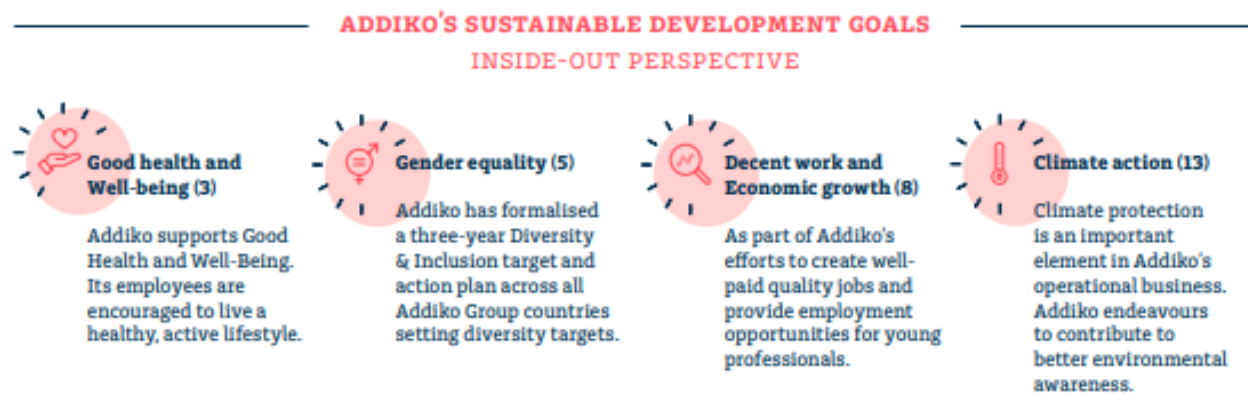 ADDIKO'S SUSTAINABLE DEVELOPMENT GOALS
INSIDE-OUT PERSPECTIVE
Good health and
Well-being (3)
Addiko supports Good
Health and Well-Being.
Its employees are
encouraged to live a
healthy, active lifestyle.
Gender equality (5)
Addiko has formalised
a three-year Diversity
& Inclusion target and
action plan across all
Addiko Group countries
setting diversity targets.
Decent work and
Economic growth (8)
As part of Addiko's
efforts to create well-
paid quality jobs and
provide employment
opportunities for young
professionals.
Climate action (13)
Climate protection
is an important
element in Addiko's
operational business.
Addiko endeavours
to contribute to
better environmental
awareness.